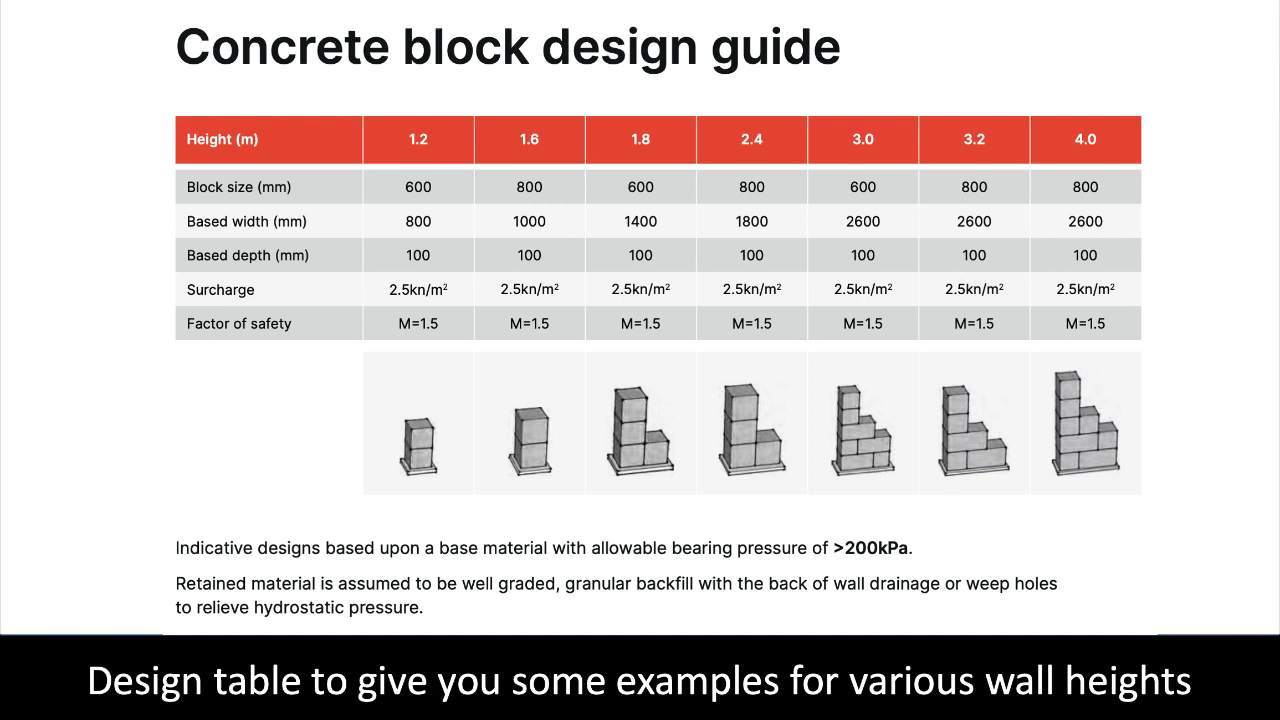 Concrete block design guide
Height (m) 1.2 1.6 1.8 2.4 3.0 3.2 4.0
Block size (mm) 600 800 600 800 600 800 800
Based width (mm) 800 1000 1400 1800 2600 2600 2600
Based depth (mm) 100 100 100 100 100 100 100
Surcharge 2.5kn/m² 2.5kn/m² 2.5kn/m² 2.5kn/m² 2.5kn/m² 2.5kn/m² 2.5kn/m²
Factor of safety M=1.5 M=1.5 M=1.5 M=1.5 M=1.5 M=1.5 M=1.5
Indicative designs based upon a base material with allowable bearing pressure of >200kPa.
Retained material is assumed to be well graded, granular backfill with the back of wall drainage or weep holes
to relieve hydrostatic pressure.
Design table to give you some examples for various wall heights